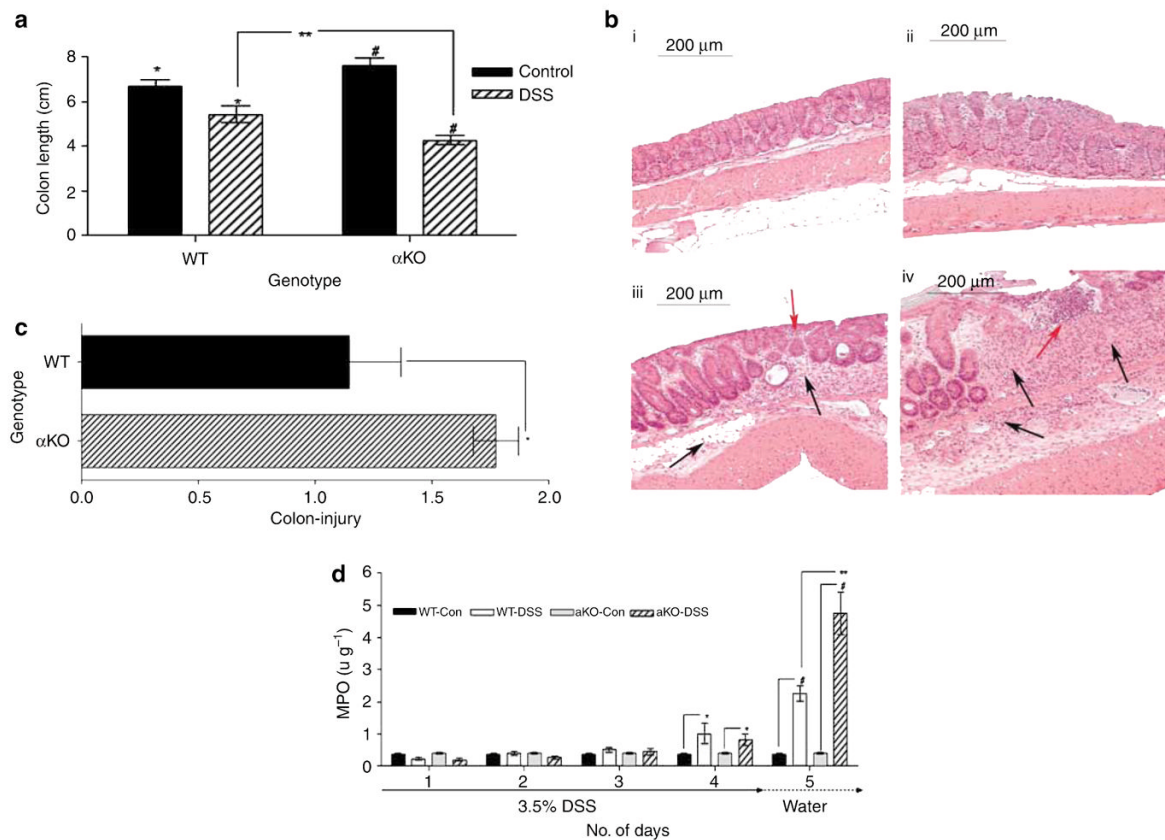 a
**
8
6
4
2
0
Colon length (cm)
*
*
#
#
Control
DSS
WT
αKO
Genotype
b
i
200 μm
ii
200 μm
iii
200 μm
iv
200 μm
c
Genotype
WT
αKO
*
0.0 0.5 1.0 1.5 2.0
Colon-injury
d
MPO (u g⁻¹)
6
5
4
3
2
1
0
WT-Con WT-DSS aKO-Con aKO-DSS
*
*
#
**
#
1 2 3 4 5
3.5% DSS Water
No. of days